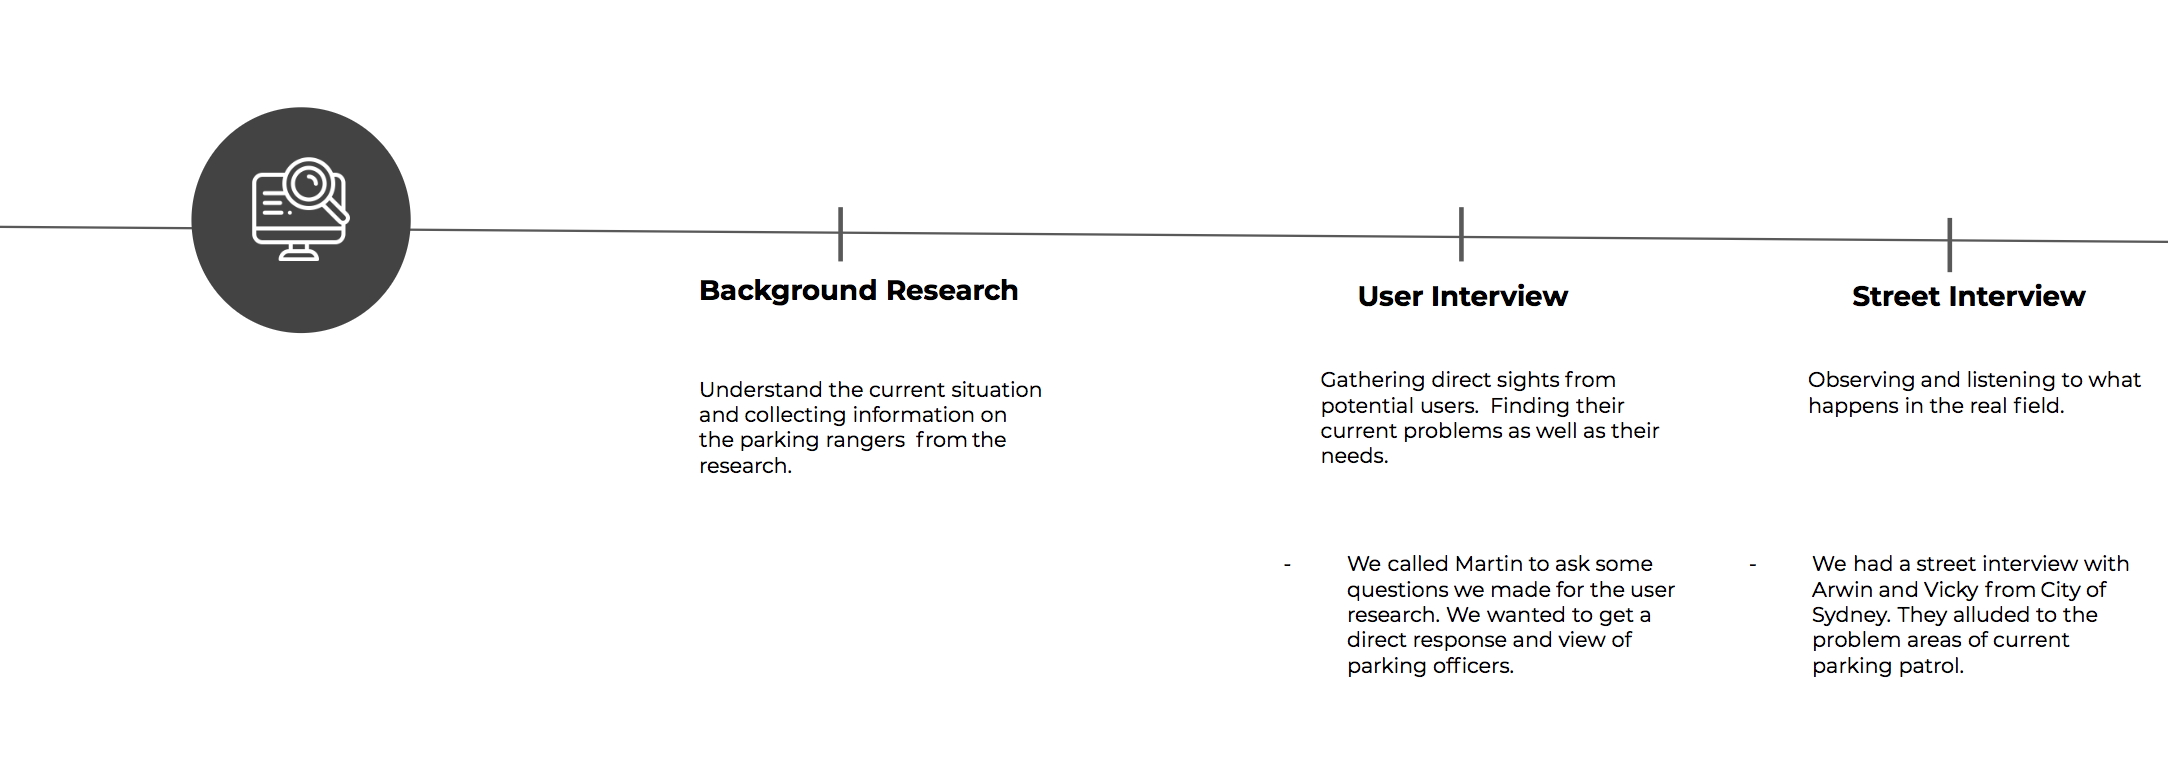 Background Research
Understand the current situation
and collecting information on
the parking rangers  from the
research.
User Interview
Gathering direct sights from
potential users.  Finding their
current problems as well as their
needs.
- We called Martin to ask some
questions we made for the user
research. We wanted to get a
direct response and view of
parking officers.
Street Interview
Observing and listening to what
happens in the real field.
- We had a street interview with
Arwin and Vicky from City of
Sydney. They alluded to the
problem areas of current
parking patrol.